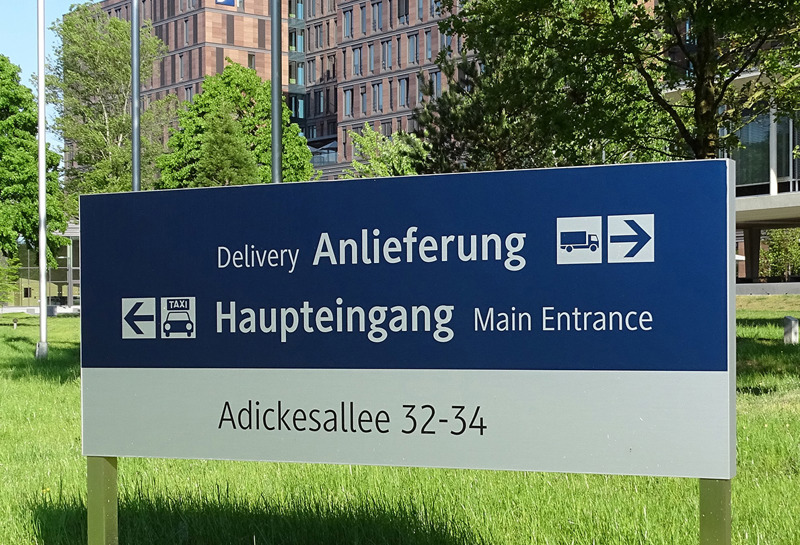 Delivery Anlieferung
TAXI
Haupteingang Main Entrance
Adickesallee 32-34